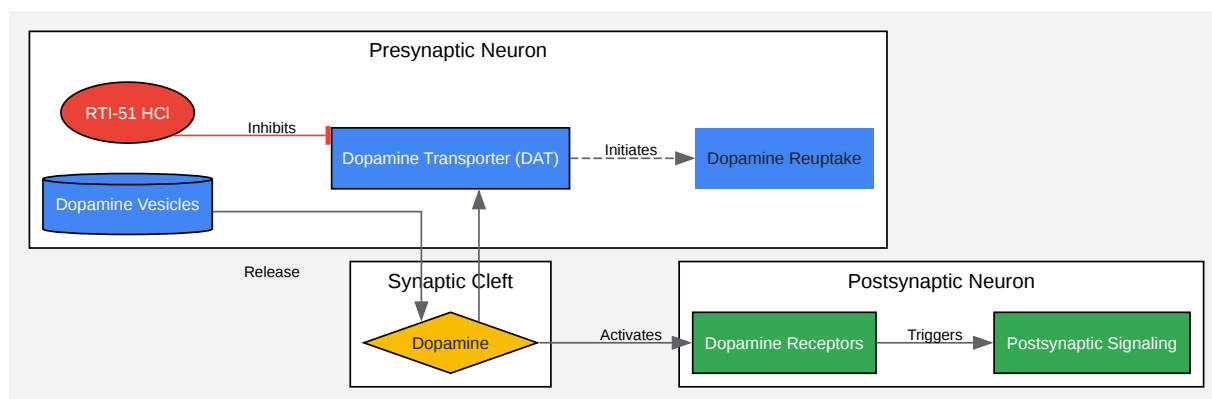 Presynaptic Neuron
RTI-51 HCl
Inhibits
Dopamine Transporter (DAT)
Initiates
Dopamine Reuptake
Dopamine Vesicles
Release
Synaptic Cleft
Dopamine
Activates
Postsynaptic Neuron
Dopamine Receptors
Triggers
Postsynaptic Signaling